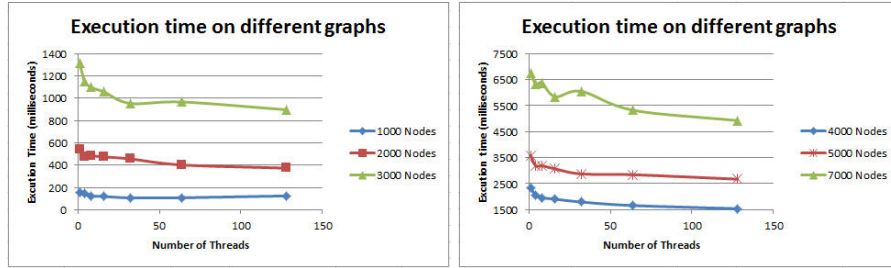 Execution time on different graphs
Excution Time (milliseconds)
1400
1200
1000
800
600
400
200
0
0
50
100
150
Number of Threads
1000 Nodes
2000 Nodes
3000 Nodes
Execution time on different graphs
Excution time (milliseconds)
7500
6500
5500
4500
3500
2500
1500
0
50
100
150
Number of Threads
4000 Nodes
5000 Nodes
7000 Nodes